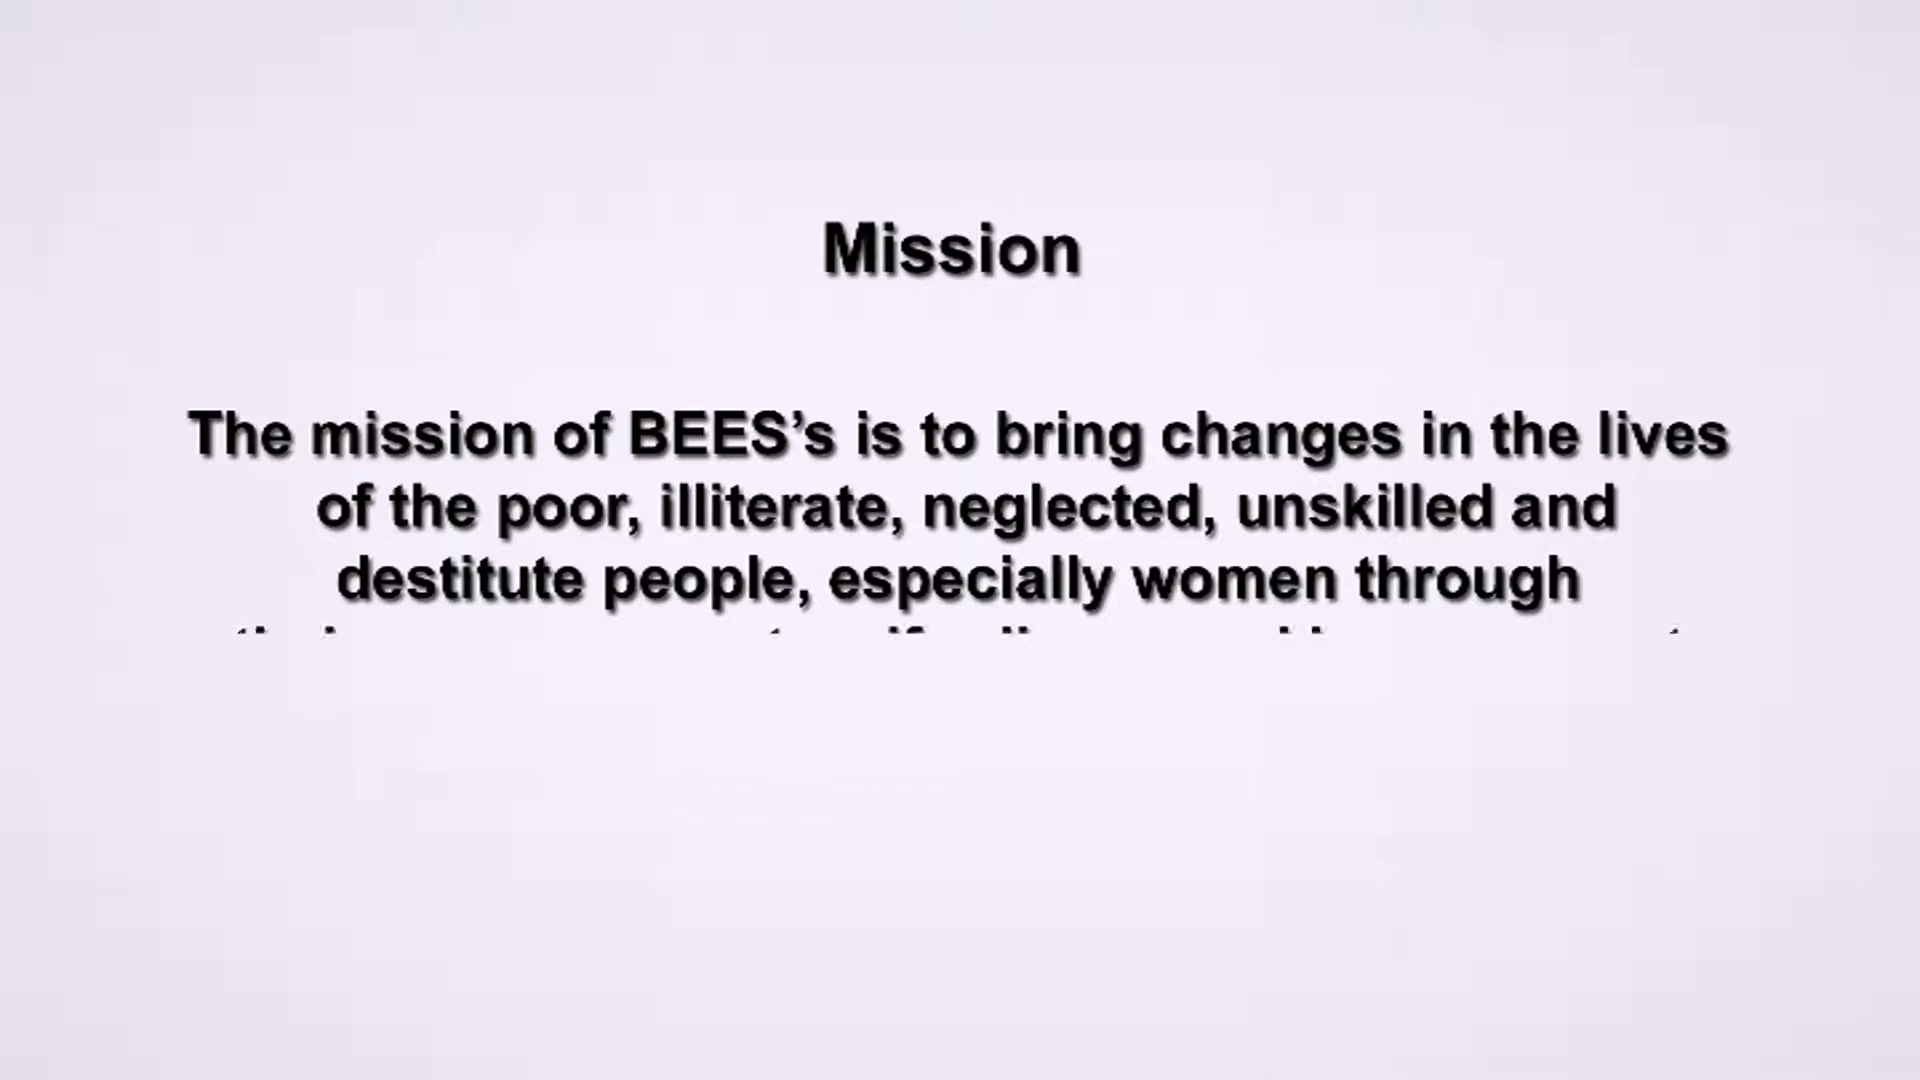 Mission
The mission of BEES’s is to bring changes in the lives
of the poor, illiterate, neglected, unskilled and
destitute people, especially women through